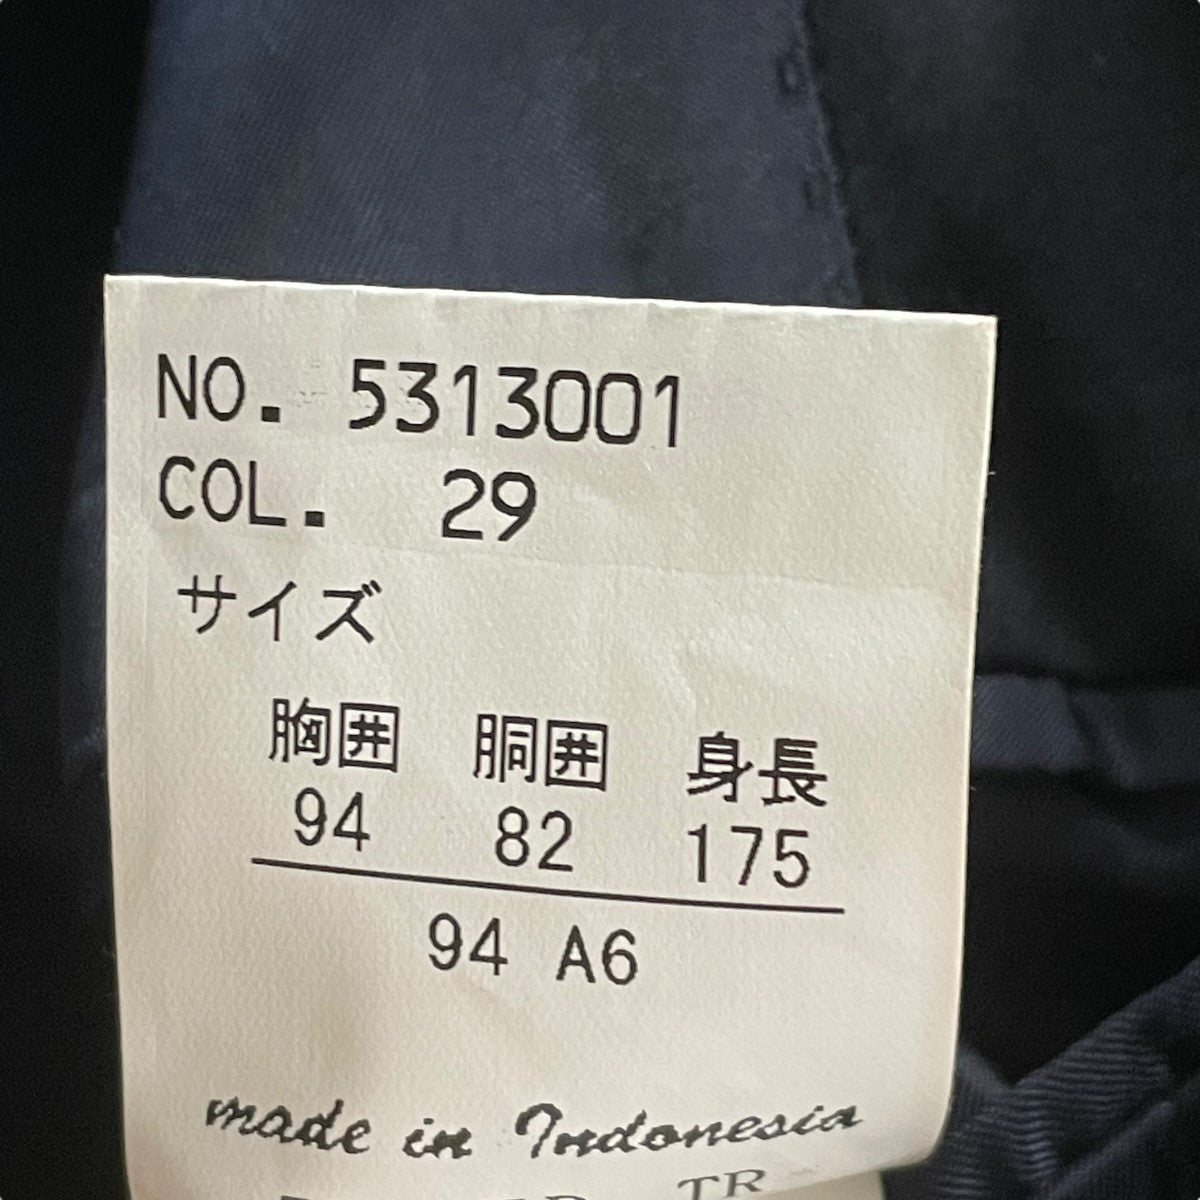 NO. 5313001
COL. 29
サイズ
胸囲 胴囲 身長
94 82 175
94 A6
made in Indonesia
TR